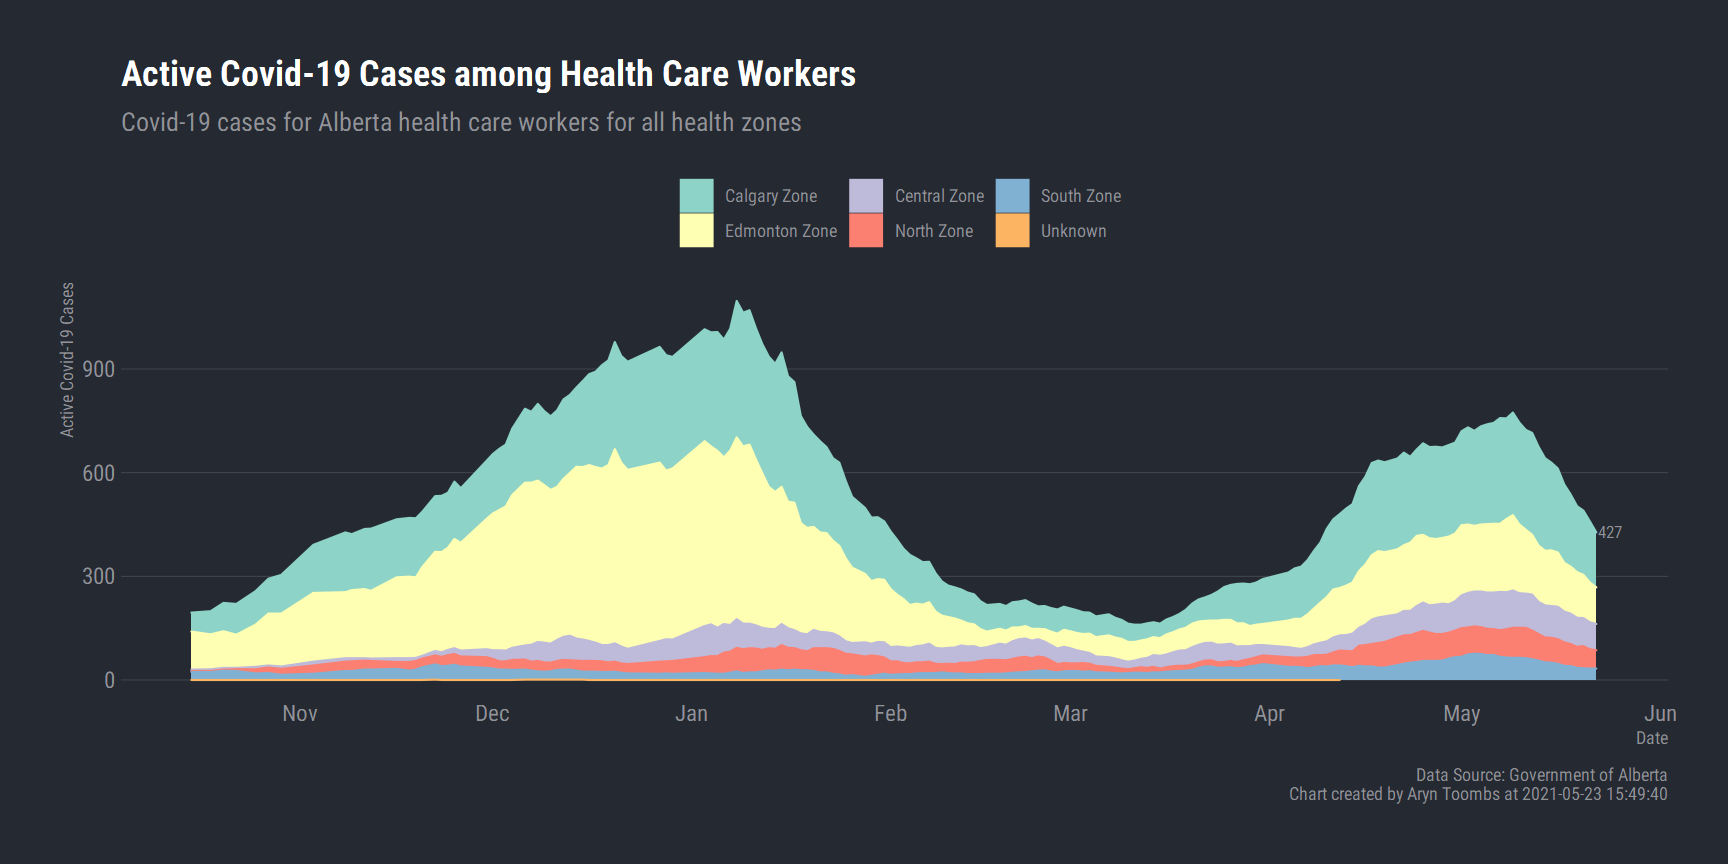 Active Covid-19 Cases among Health Care Workers
Covid-19 cases for Alberta health care workers for all health zones
Calgary Zone Central Zone South Zone
Edmonton Zone North Zone Unknown
Active Covid-19 Cases
900
600
427
300
0
Nov Dec Jan Feb Mar Apr May Jun
Date
Data Source: Government of Alberta
Chart created by Aryn Toombs at 2021-05-23 15:49:40